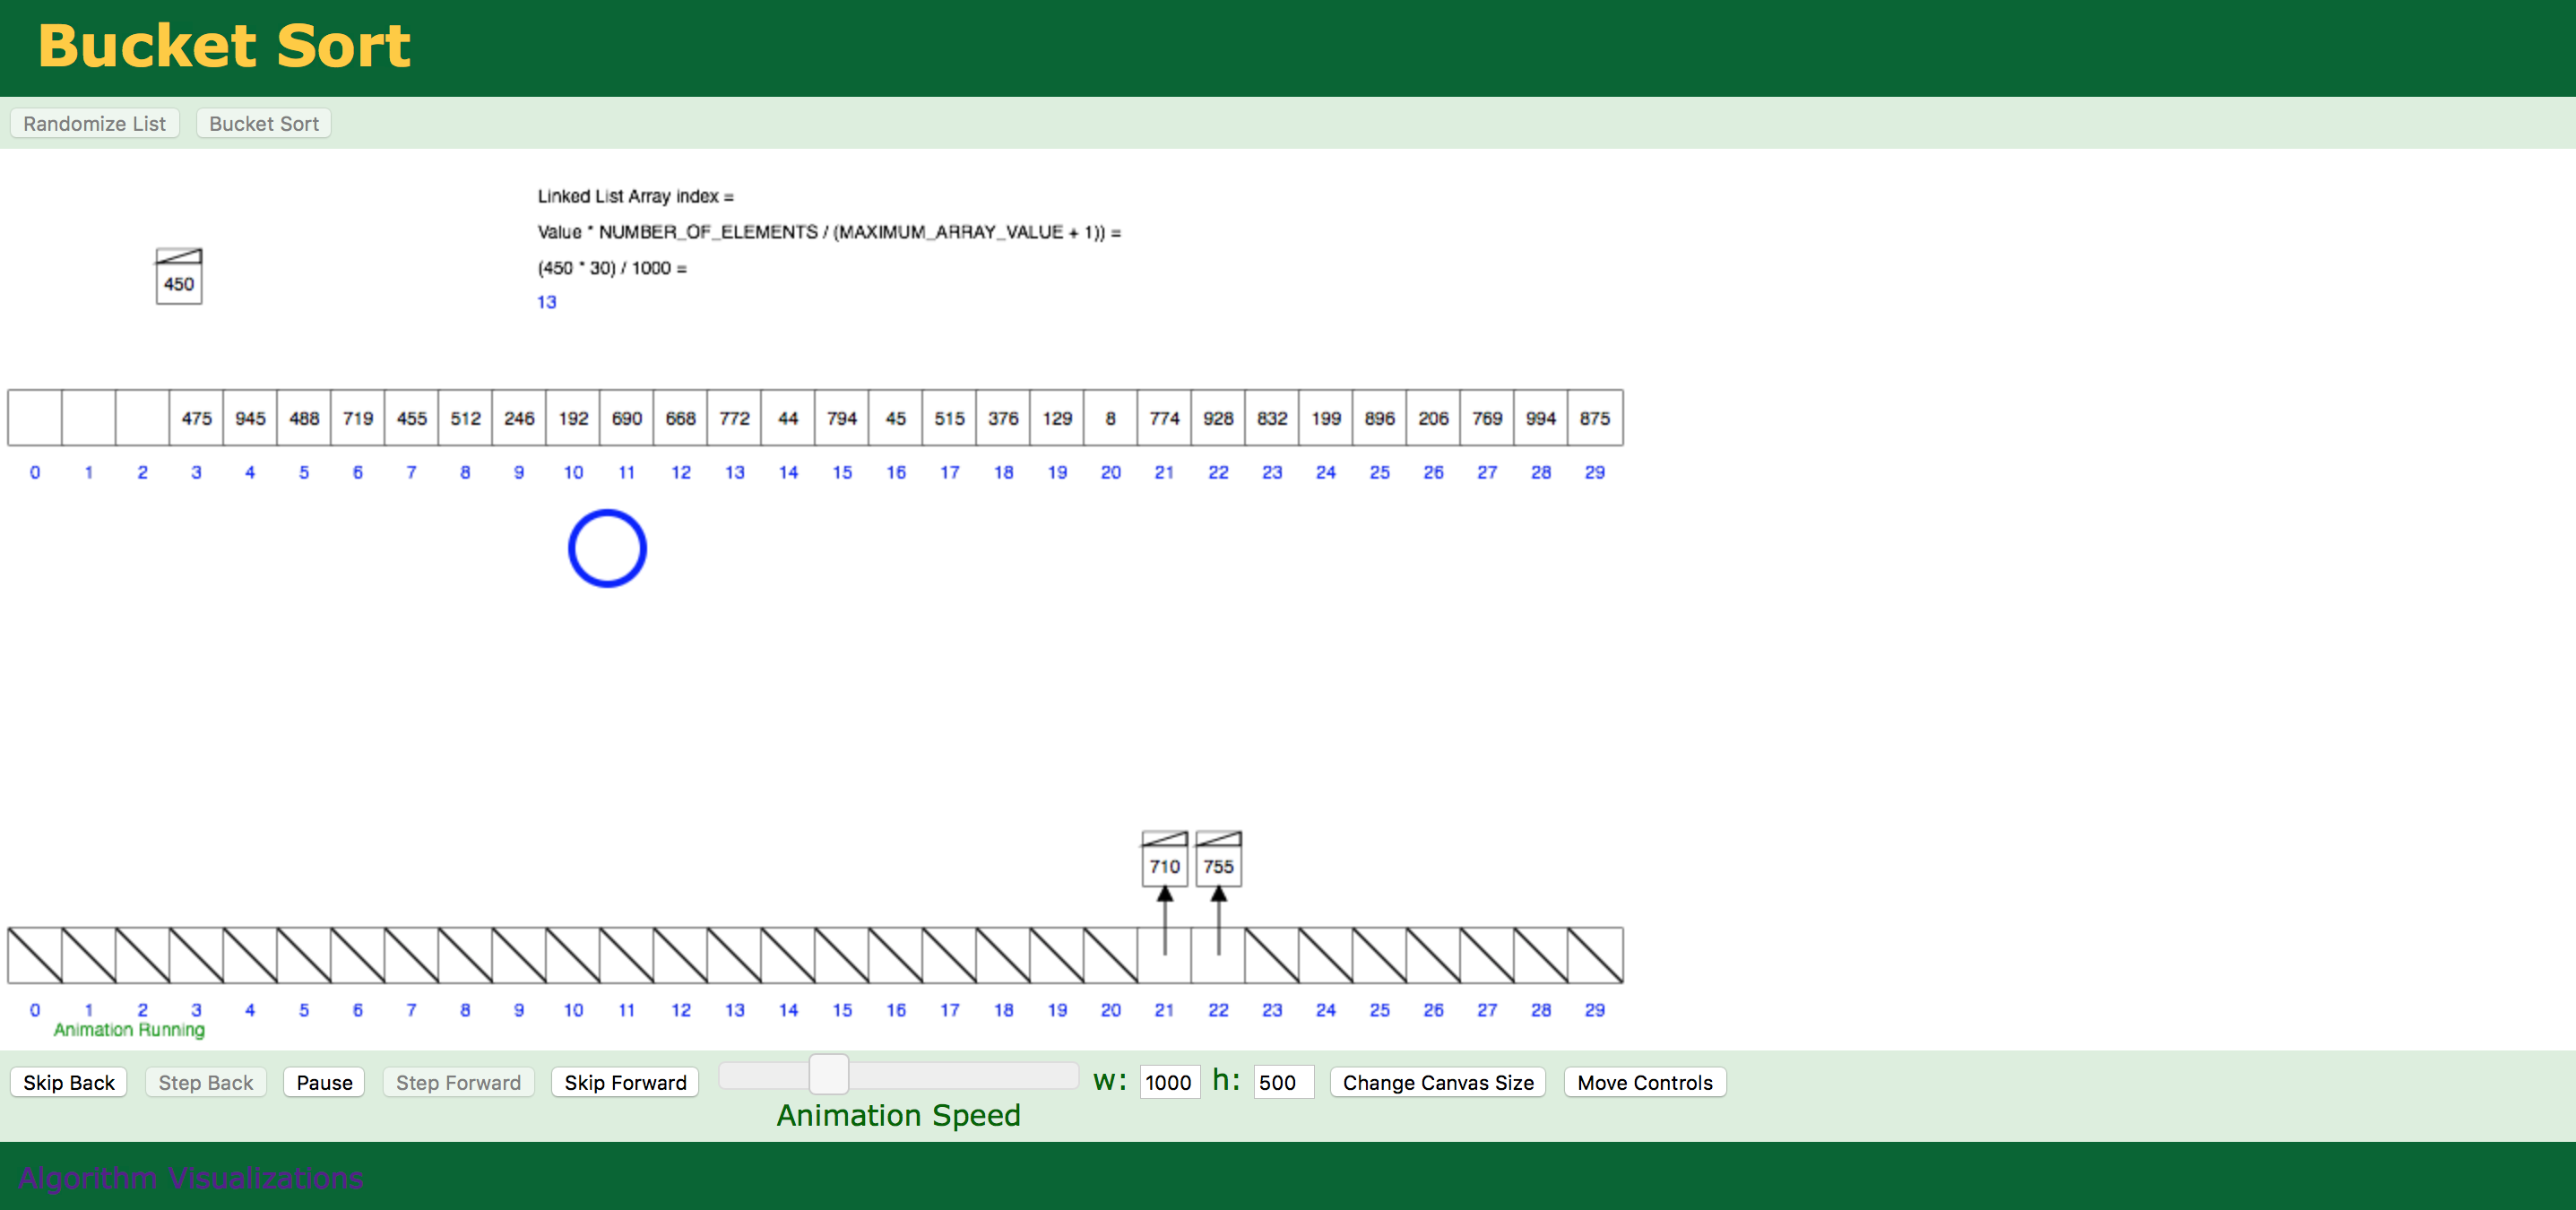 Bucket Sort
Randomize List Bucket Sort
Linked List Array index =
Value * NUMBER_OF_ELEMENTS / (MAXIMUM_ARRAY_VALUE + 1)) =
(450 * 30) / 1000 =
13
450
475 945 488 719 455 512 246 192 690 668 772 44 794 45 515 376 129 8 774 928 832 199 896 206 769 994 875
0 1 2 3 4 5 6 7 8 9 10 11 12 13 14 15 16 17 18 19 20 21 22 23 24 25 26 27 28 29
710 755
0 1 2 3 4 5 6 7 8 9 10 11 12 13 14 15 16 17 18 19 20 21 22 23 24 25 26 27 28 29
Animation Running
Skip Back Step Back Pause Step Forward Skip Forward w: 1000 h: 500 Change Canvas Size Move Controls
Animation Speed
Algorithm Visualizations